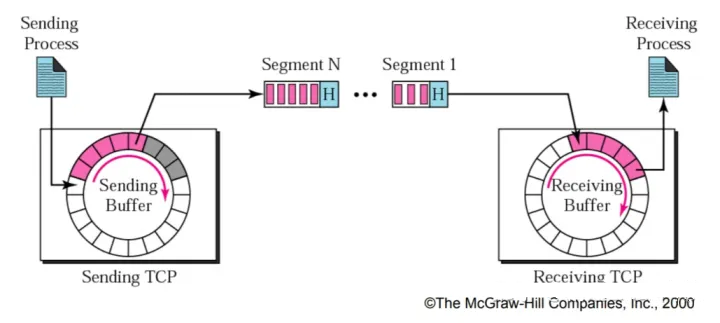 Sending
Process
Receiving
Process
Segment N
Segment 1
H
•••
H
Sending
Buffer
Receiving
Buffer
Sending TCP
Receiving TCP
©The McGraw-Hill Companies, Inc., 2000